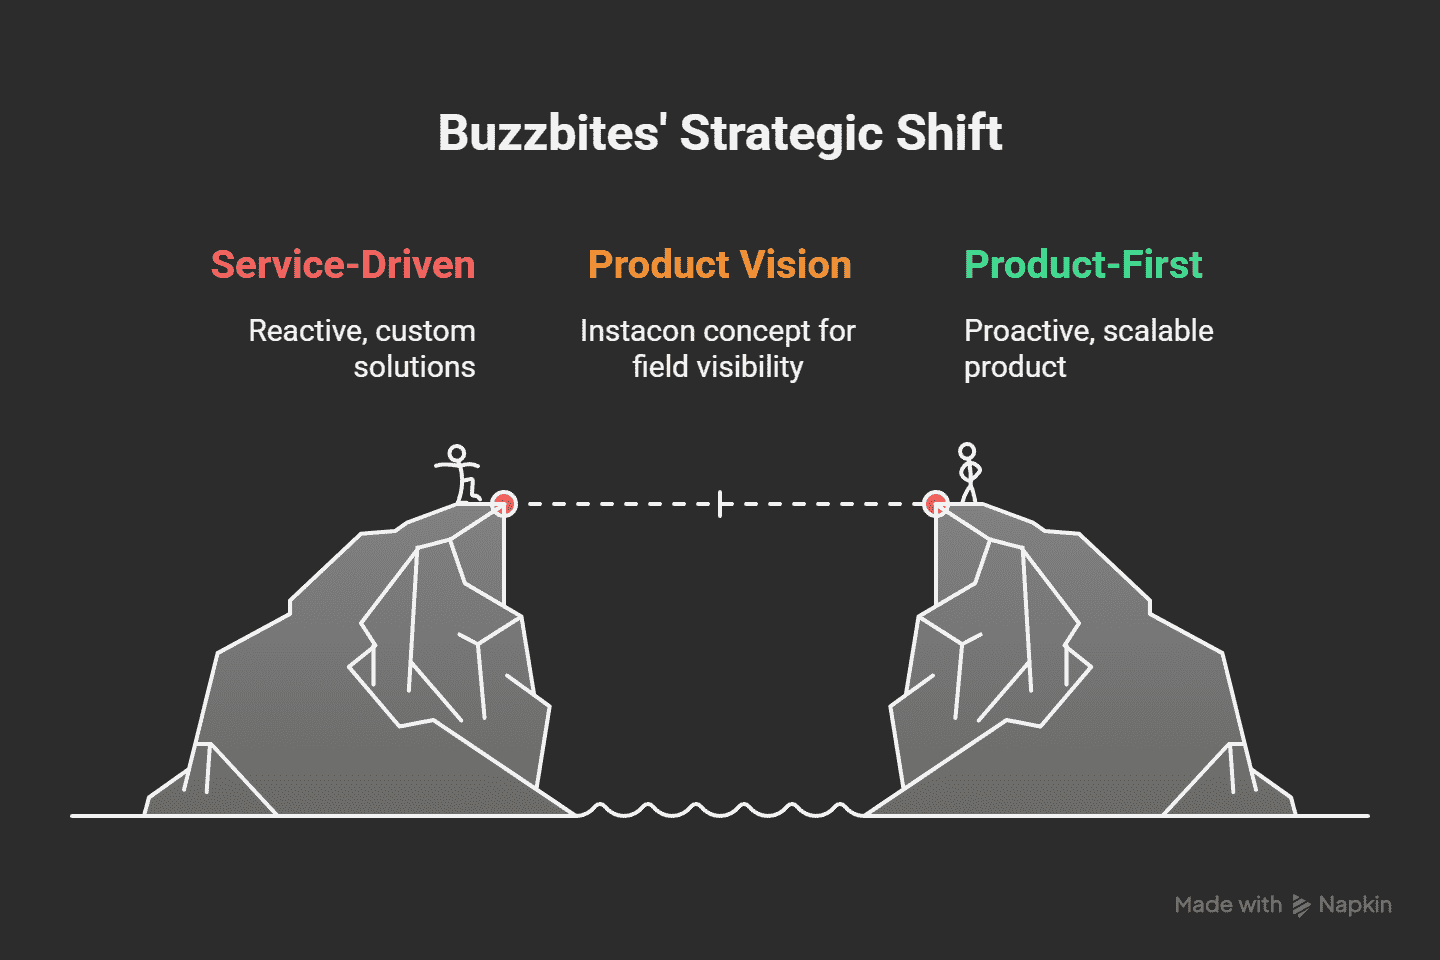 Buzzbites' Strategic Shift
Service-Driven
Reactive, custom
solutions
Product Vision
Instacon concept for
field visibility
Product-First
Proactive, scalable
product
Made with Napkin